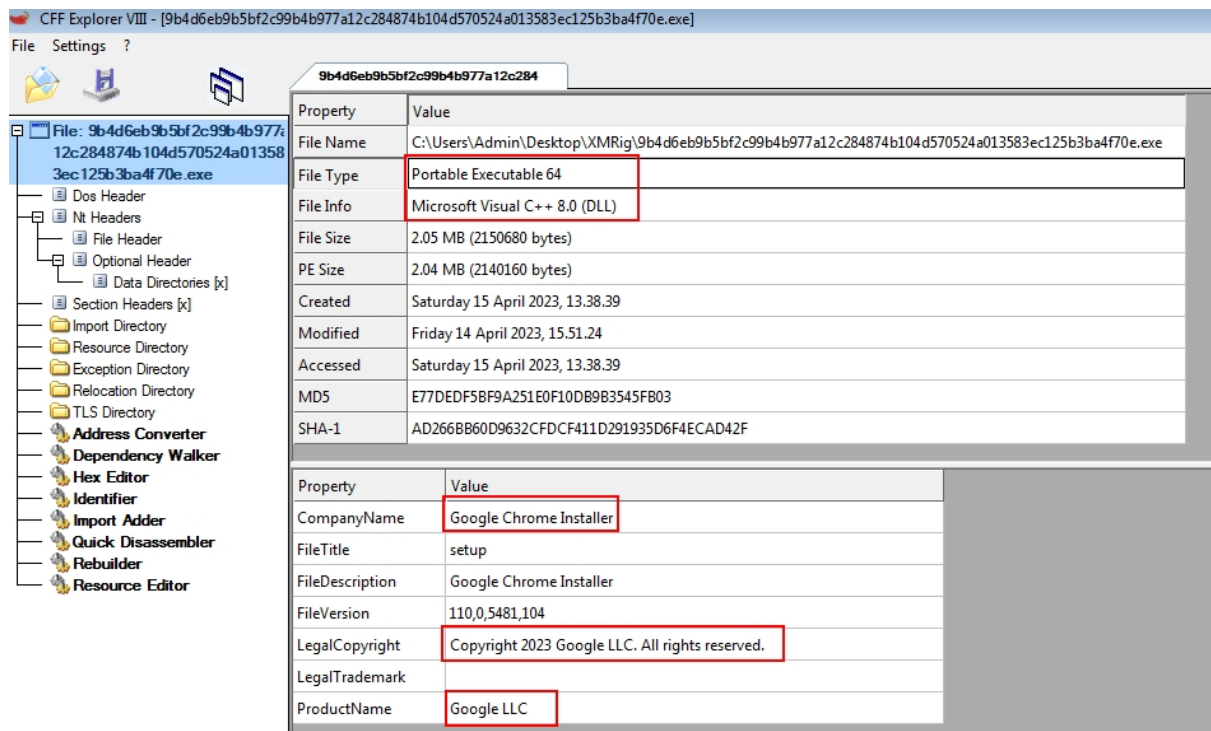 CFF Explorer VIII - [9b4d6eb9b5bf2c99b4b977a12c284874b104d570524a013583ec125b3ba4f70e.exe]
File Settings ?
9b4d6eb9b5bf2c99b4b977a12c284
File: 9b4d6eb9b5bf2c99b4b977a
12c284874b104d570524a01358
3ec125b3ba4f70e.exe
Dos Header
Nt Headers
File Header
Optional Header
Data Directories [x]
Section Headers [x]
Import Directory
Resource Directory
Exception Directory
Relocation Directory
TLS Directory
Address Converter
Dependency Walker
Hex Editor
Identifier
Import Adder
Quick Disassembler
Rebuilder
Resource Editor
Property Value
File Name C:\Users\Admin\Desktop\XMRig\9b4d6eb9b5bf2c99b4b977a12c284874b104d570524a013583ec125b3ba4f70e.exe
File Type Portable Executable 64
File Info Microsoft Visual C++ 8.0 (DLL)
File Size 2.05 MB (2150680 bytes)
PE Size 2.04 MB (2140160 bytes)
Created Saturday 15 April 2023, 13.38.39
Modified Friday 14 April 2023, 15.51.24
Accessed Saturday 15 April 2023, 13.38.39
MD5 E77DEDF5BF9A251E0F10DB9B3545FB03
SHA-1 AD266BB60D9632CFDCF411D291935D6F4ECAD42F
Property Value
CompanyName Google Chrome Installer
FileTitle setup
FileDescription Google Chrome Installer
FileVersion 110,0,5481,104
LegalCopyright Copyright 2023 Google LLC. All rights reserved.
LegalTrademark
ProductName Google LLC